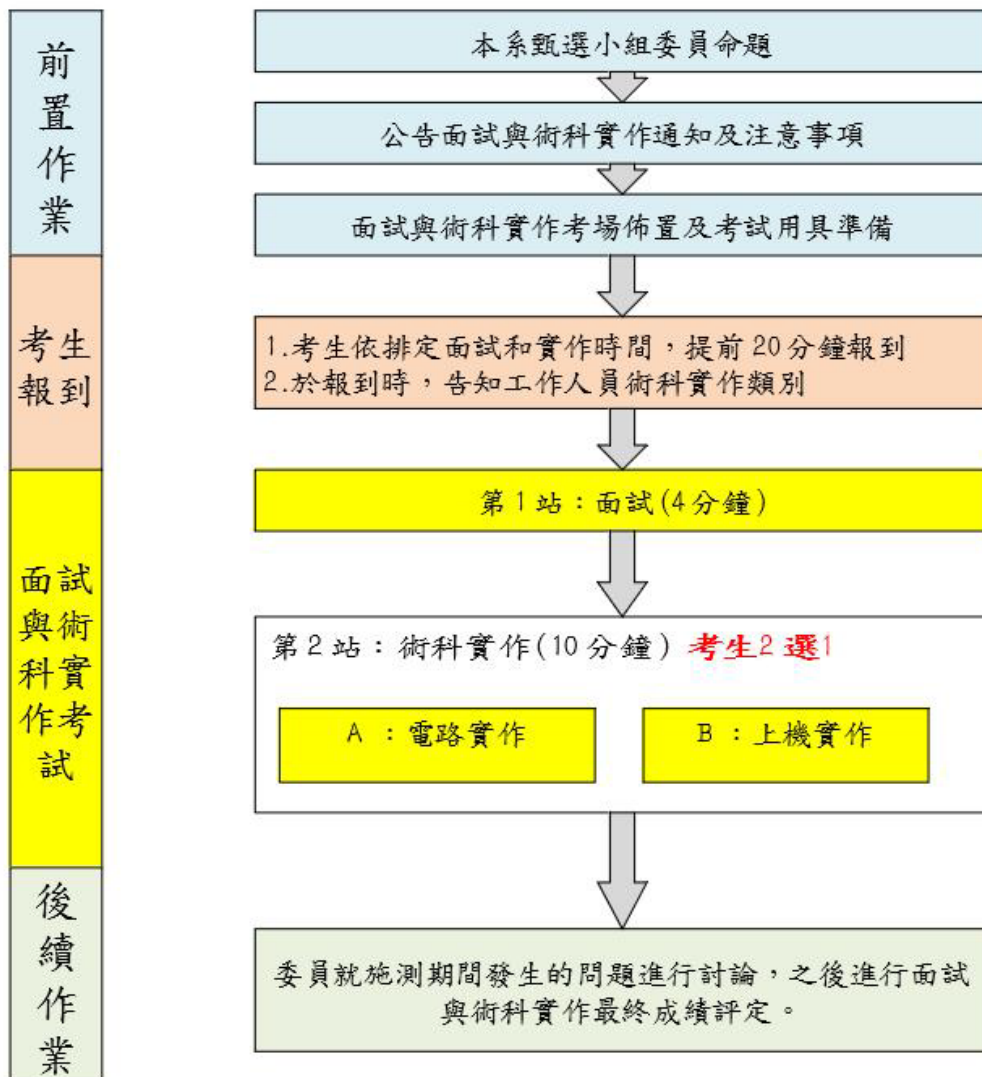 前置作業
本系甄選小組委員命題
公告面試與術科實作通知及注意事項
面試與術科實作考場佈置及考試用具準備
考生
報到
1.考生依排定面試和實作時間，提前20分鐘報到
2.於報到時，告知工作人員術科實作類別
面試
與術
科實
作考
試
第1站：面試(4分鐘)
第2站：術科實作(10分鐘) 考生2選1
A ：電路實作
B ：上機實作
後續作業
委員就施測期間發生的問題進行討論，之後進行面試
與術科實作最終成績評定。